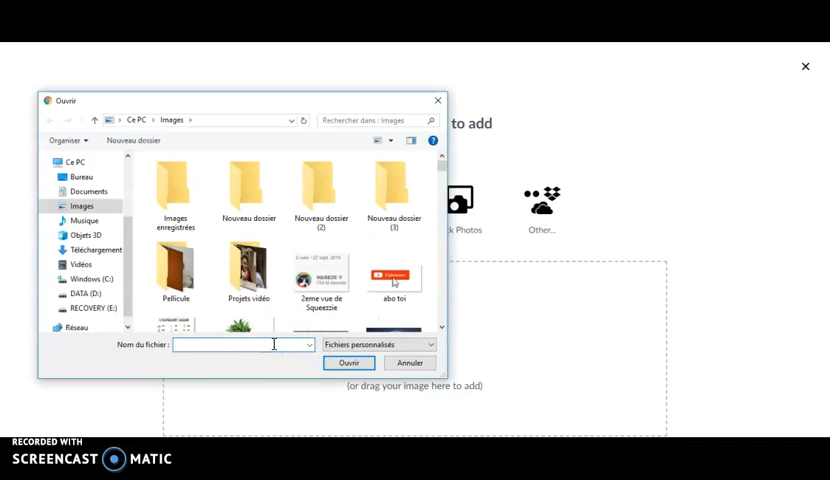 ×
Ouvrir
to add
Ce PC › Images ›
Rechercher dans : Images
Organiser
Nouveau dossier
Ce PC
Bureau
Documents
Images
Musique
Objets 3D
Téléchargement
Vidéos
Windows (C:)
DATA (D:)
RECOVERY (E:)
Réseau
Images enregistrées
Nouveau dossier
Nouveau dossier (2)
Nouveau dossier (3)
SQUEEZIE
Pellicule
Projets vidéo
2eme vue de Squeezzie
abo toi
k Photos
Other...
Nom du fichier :
Fichiers personnalisés
Ouvrir
Annuler
(or drag your image here to add)
RECORDED WITH
SCREENCAST MATIC